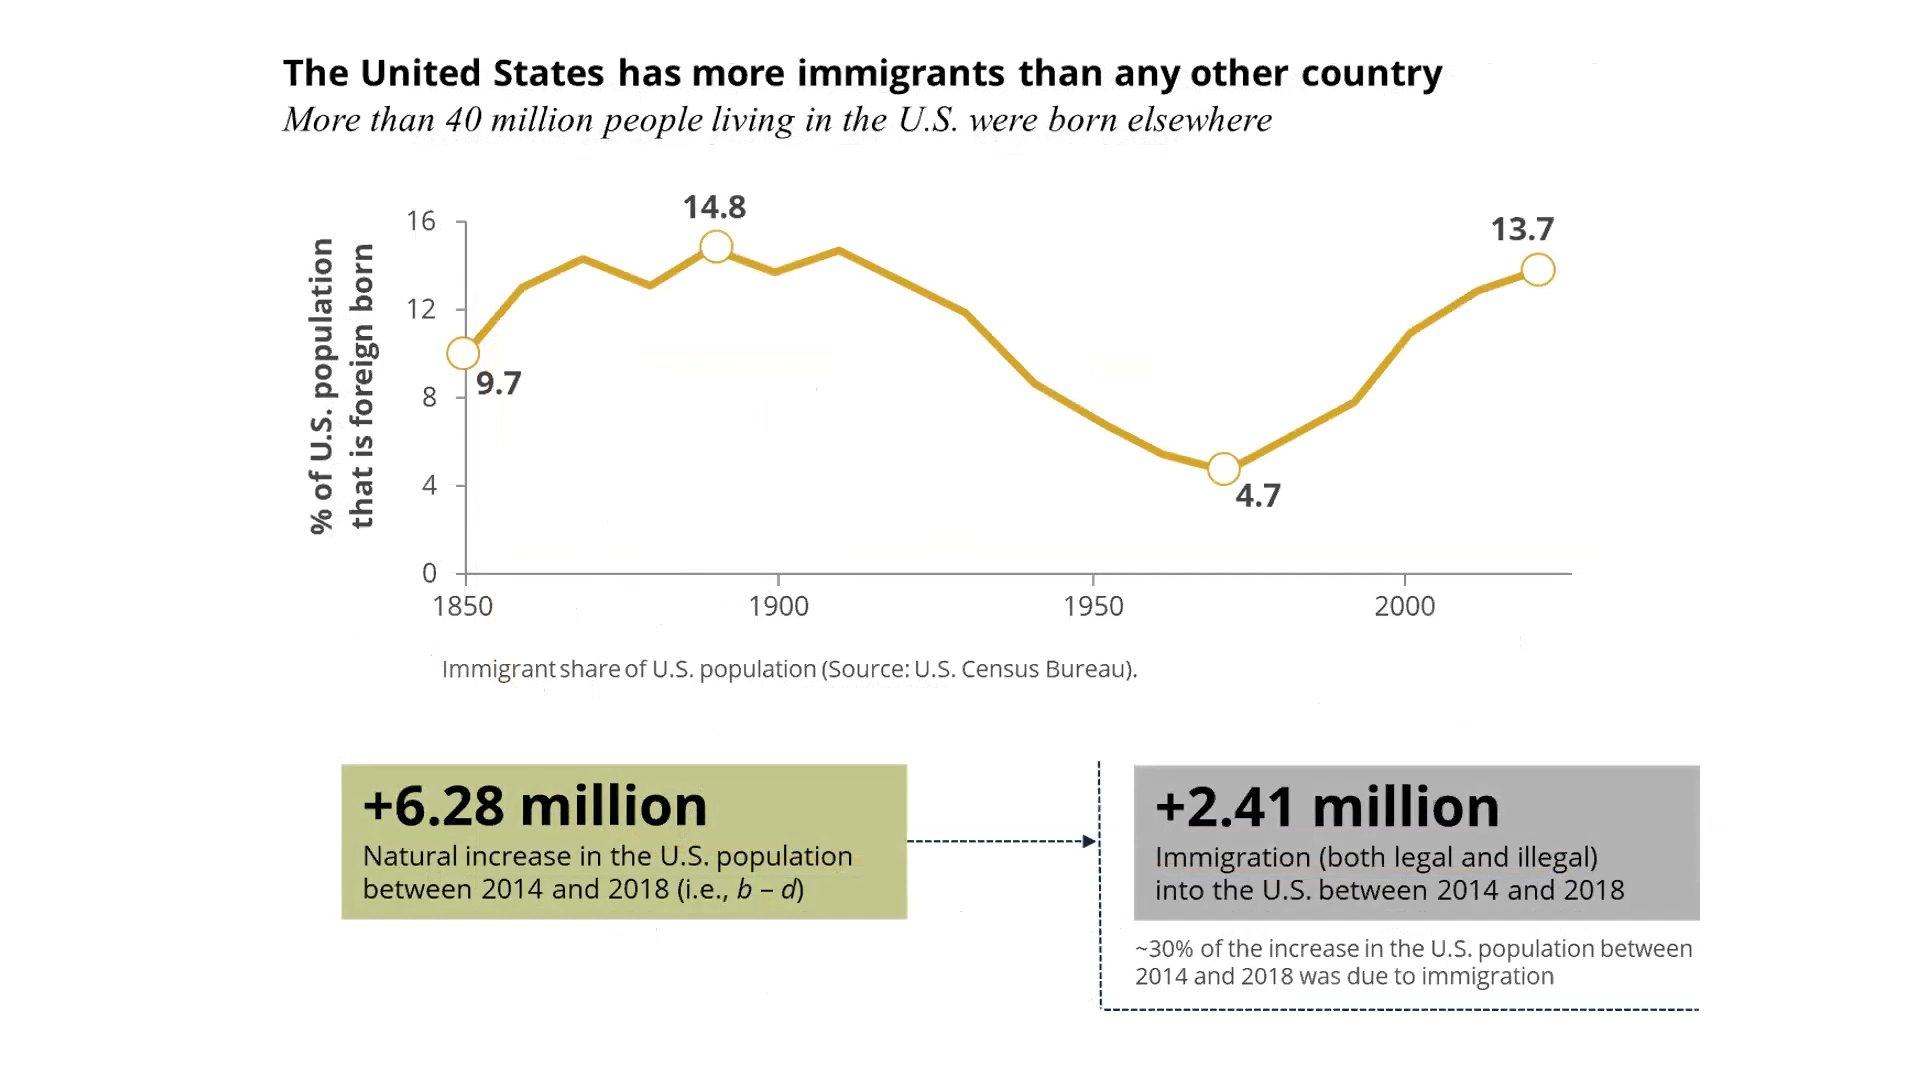 The United States has more immigrants than any other country
More than 40 million people living in the U.S. were born elsewhere
% of U.S. population
that is foreign born
16
12
8
4
0
14.8
13.7
9.7
4.7
1850
1900
1950
2000
Immigrant share of U.S. population (Source: U.S. Census Bureau).
+6.28 million
Natural increase in the U.S. population
between 2014 and 2018 (i.e., b – d)
+2.41 million
Immigration (both legal and illegal)
into the U.S. between 2014 and 2018
~30% of the increase in the U.S. population between
2014 and 2018 was due to immigration